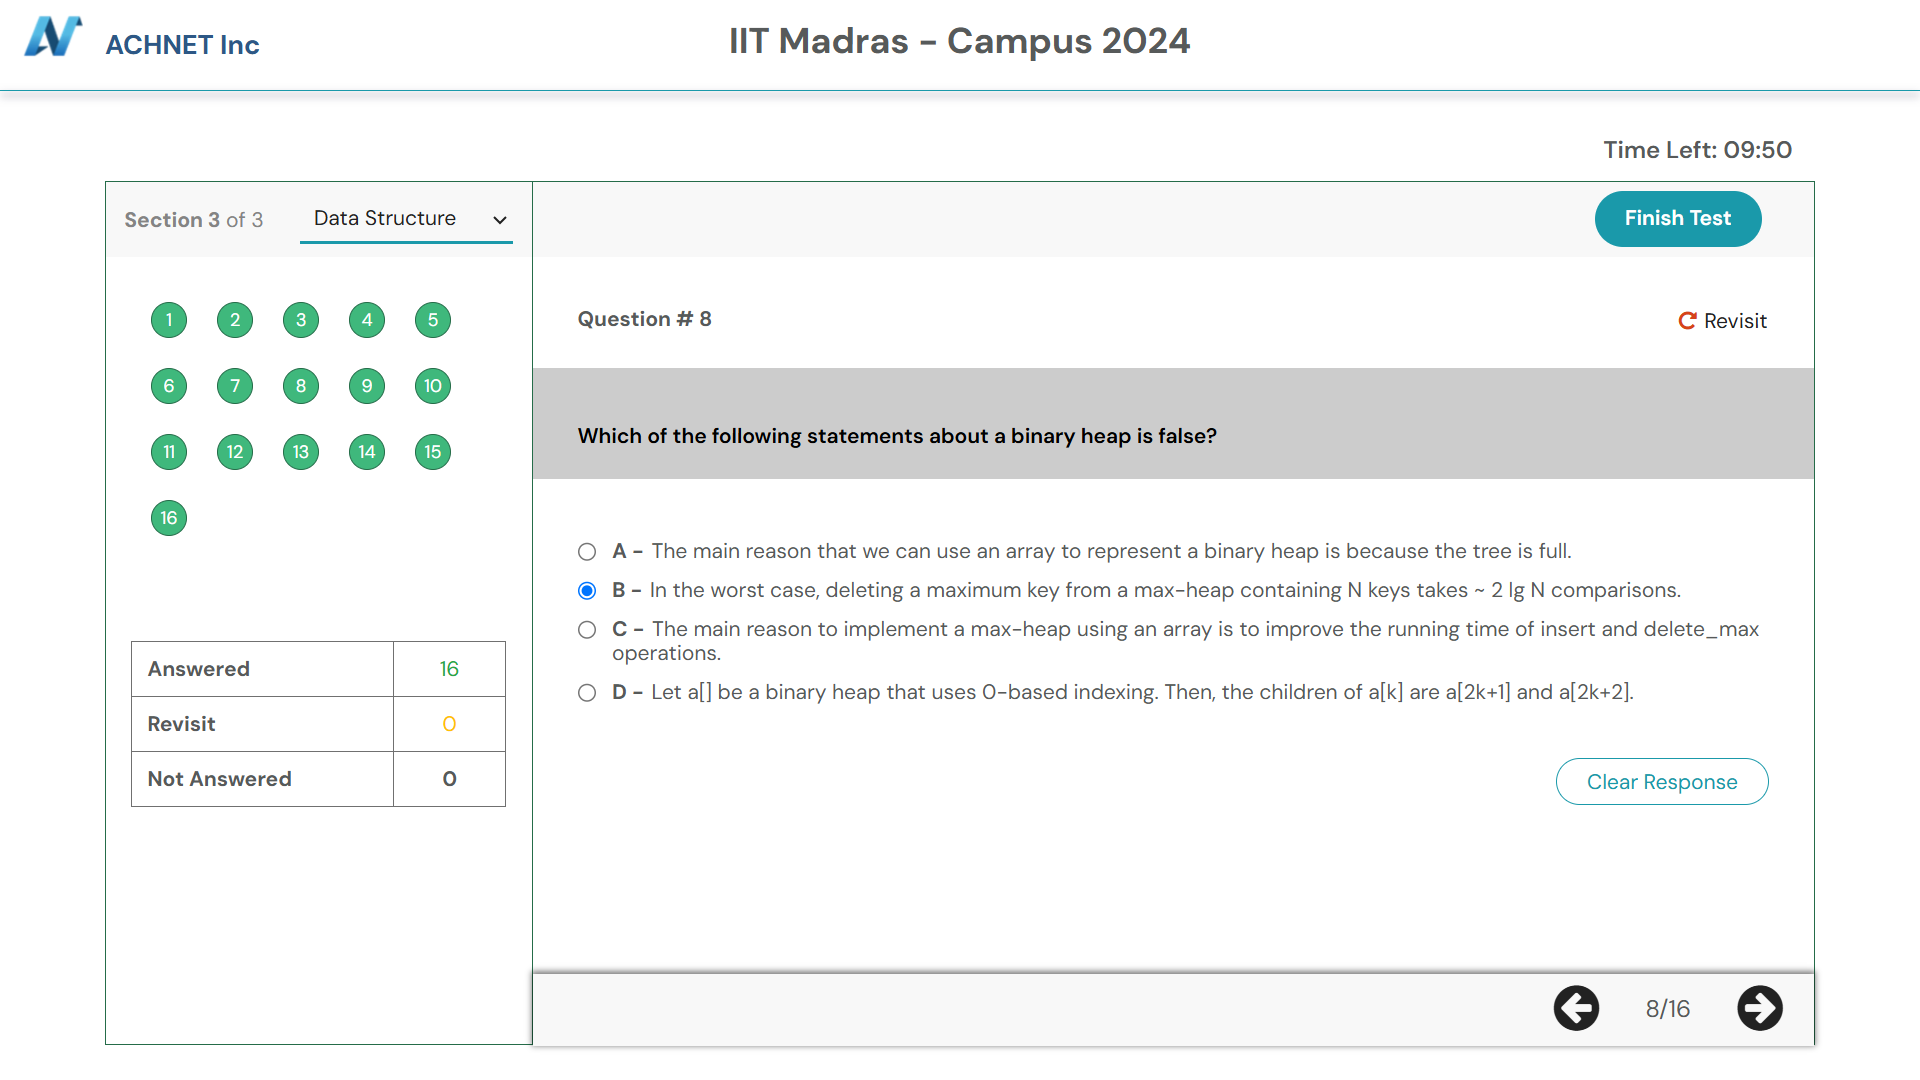 ACHNET Inc
IIT Madras - Campus 2024
Time Left: 09:50
Section 3 of 3
Data Structure
Finish Test
1 2 3 4 5
6 7 8 9 10
11 12 13 14 15
16
Answered 16
Revisit 0
Not Answered 0
Question # 8
Revisit
Which of the following statements about a binary heap is false?
A - The main reason that we can use an array to represent a binary heap is because the tree is full.
B - In the worst case, deleting a maximum key from a max-heap containing N keys takes ~ 2 lg N comparisons.
C - The main reason to implement a max-heap using an array is to improve the running time of insert and delete_max
operations.
D - Let a[] be a binary heap that uses 0-based indexing. Then, the children of a[k] are a[2k+1] and a[2k+2].
Clear Response
8/16